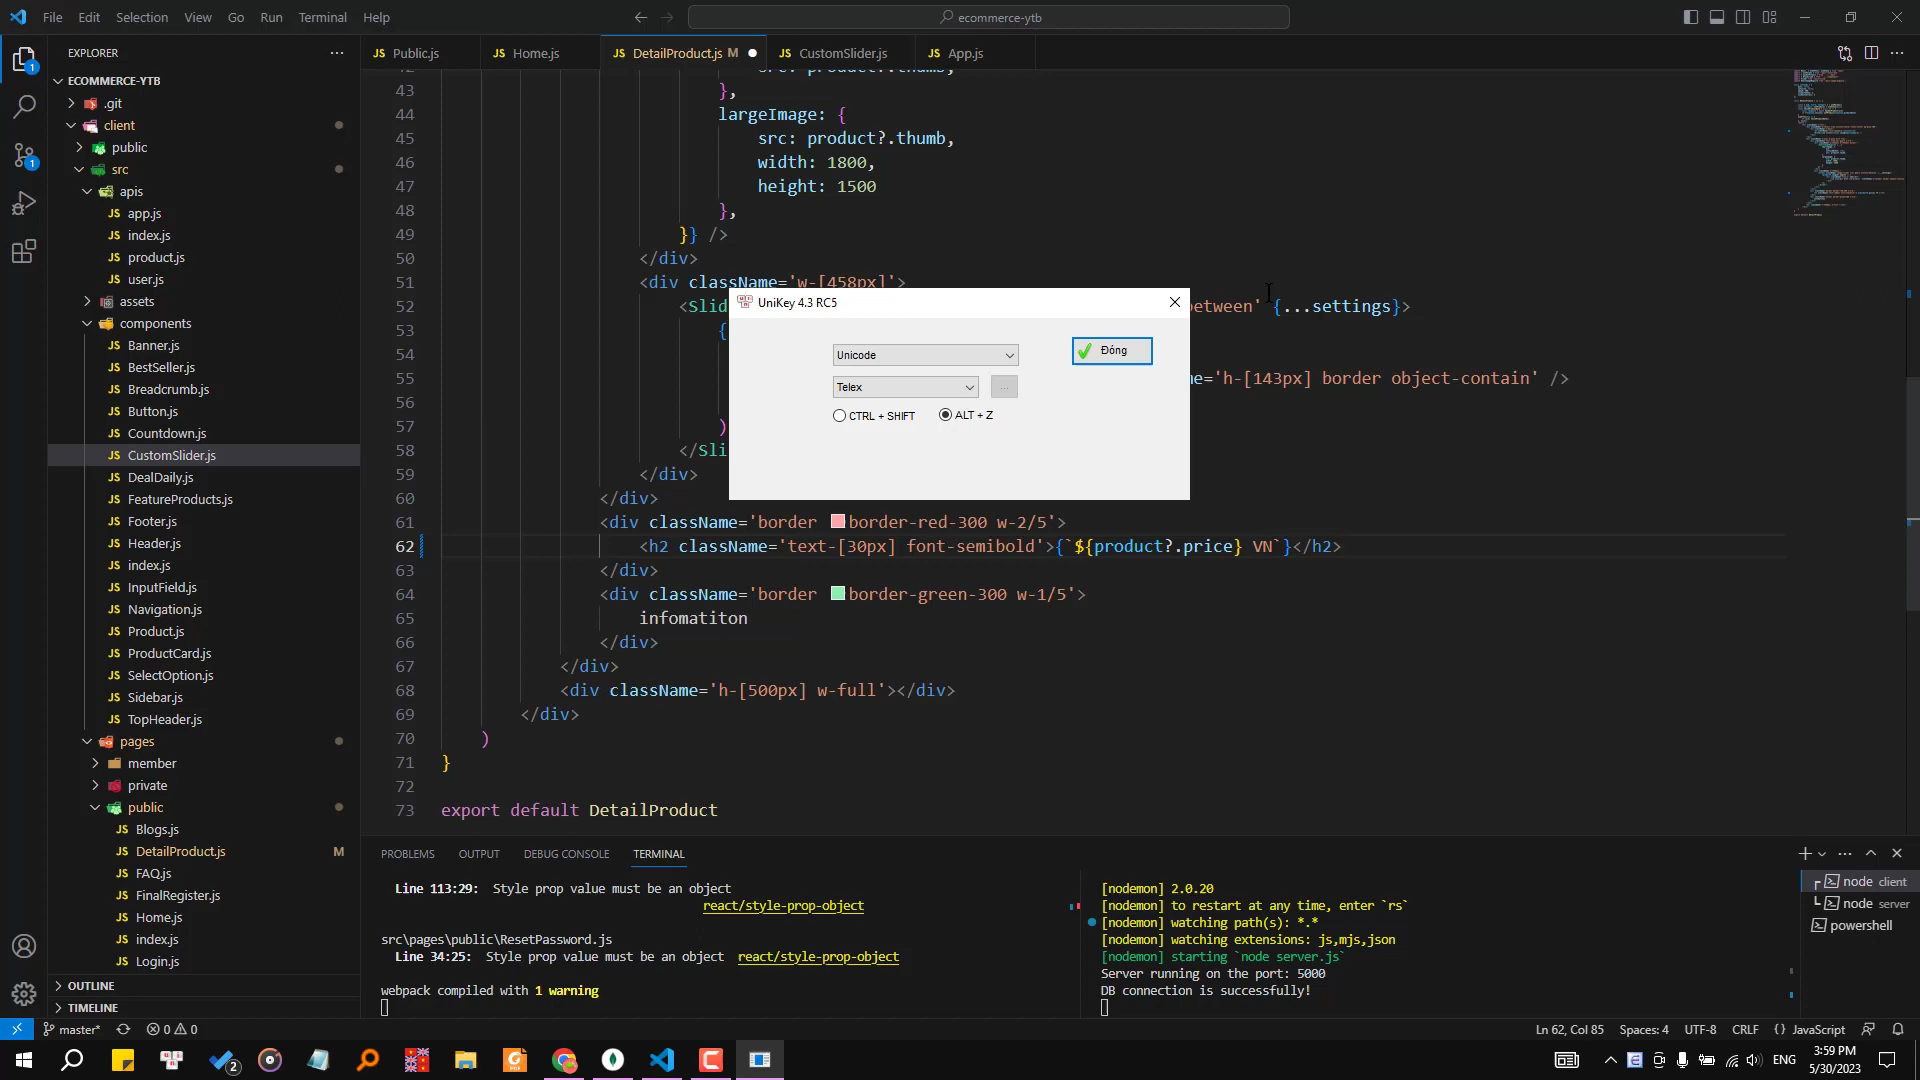 File Edit Selection View Go Run Terminal Help
ecommerce-ytb
EXPLORER
Public.js
Home.js
DetailProduct.js M
CustomSlider.js
App.js
ECOMMERCE-YTB
.git
client
public
src
apis
app.js
index.js
product.js
user.js
assets
components
Banner.js
BestSeller.js
Breadcrumb.js
Button.js
Countdown.js
CustomSlider.js
DealDaily.js
FeatureProducts.js
Footer.js
Header.js
index.js
InputField.js
Navigation.js
Product.js
ProductCard.js
SelectOption.js
Sidebar.js
TopHeader.js
pages
member
private
public
Blogs.js
DetailProduct.js M
FAQ.js
FinalRegister.js
Home.js
index.js
Login.js
OUTLINE
TIMELINE
43 },
44 largeImage: {
45 src: product?.thumb,
46 width: 1800,
47 height: 1500
48 },
49 }} />
50 </div>
51 <div className='w-[458px]'>
52 <Slid between' {...settings}>
53 {
54
55 me='h-[143px] border object-contain' />
56
57 )
58 </Sli
59 </div>
60 </div>
61 <div className='border border-red-300 w-2/5'>
62 <h2 className='text-[30px] font-semibold'>{`${product?.price} VN`}</h2>
63 </div>
64 <div className='border border-green-300 w-1/5'>
65 infomatiton
66 </div>
67 </div>
68 <div className='h-[500px] w-full'></div>
69 </div>
70 )
71 }
72
73 export default DetailProduct
UniKey 4.3 RC5
Unicode
Đóng
Telex
...
CTRL + SHIFT
ALT + Z
PROBLEMS OUTPUT DEBUG CONSOLE TERMINAL
Line 113:29: Style prop value must be an object
react/style-prop-object
src\pages\public\ResetPassword.js
Line 34:25: Style prop value must be an object react/style-prop-object
webpack compiled with 1 warning
[nodemon] 2.0.20
[nodemon] to restart at any time, enter `rs`
[nodemon] watching path(s): *.*
[nodemon] watching extensions: js,mjs,json
[nodemon] starting `node server.js`
Server running on the port: 5000
DB connection is successfully!
node client
node server
powershell
master*
0 0
Ln 62, Col 85 Spaces: 4 UTF-8 CRLF {} JavaScript
ENG
3:59 PM
5/30/2023